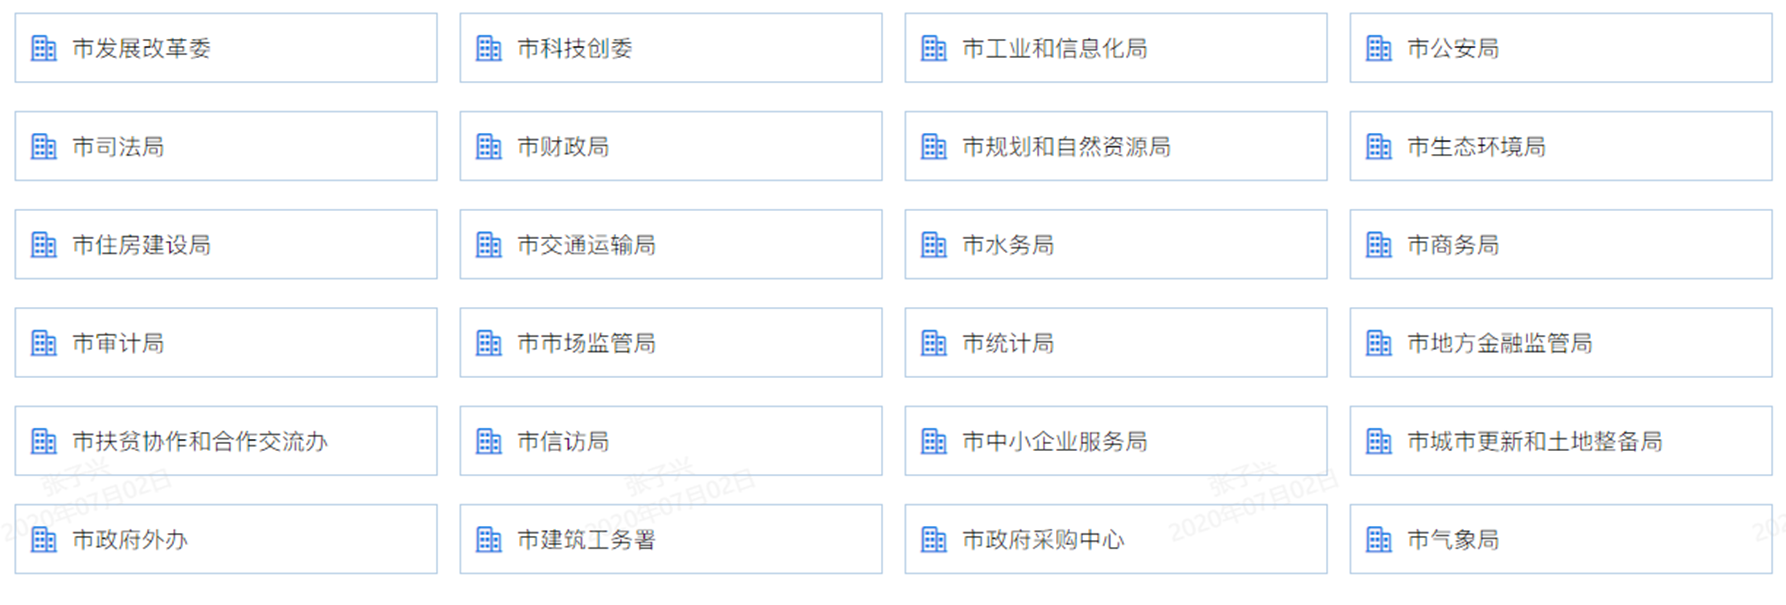 市发展改革委
市科技创委
市工业和信息化局
市公安局
市司法局
市财政局
市规划和自然资源局
市生态环境局
市住房建设局
市交通运输局
市水务局
市商务局
市审计局
市市场监管局
市统计局
市地方金融监管局
市扶贫协作和合作交流办
市信访局
市中小企业服务局
市城市更新和土地整备局
张子兴
2020年07月02日
张子兴
2020年07月02日
张子兴
2020年07月02日
202
市政府外办
市建筑工务署
市政府采购中心
市气象局